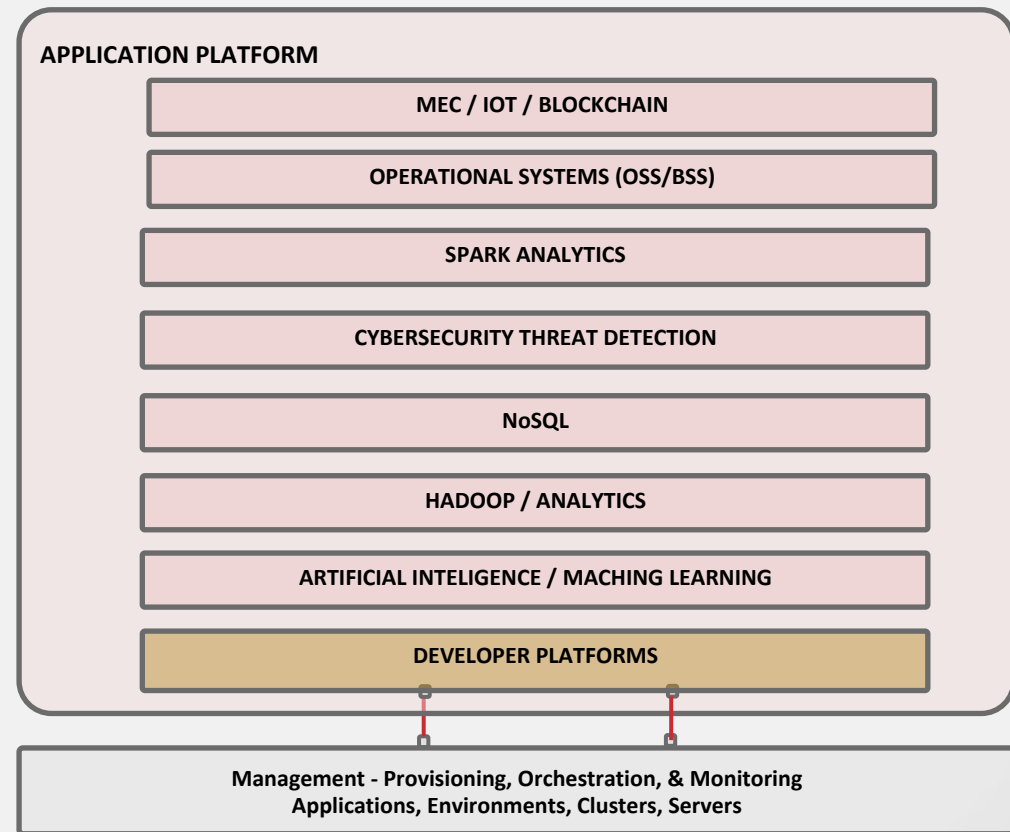 APPLICATION PLATFORM
MEC / IOT / BLOCKCHAIN
OPERATIONAL SYSTEMS (OSS/BSS)
SPARK ANALYTICS
CYBERSECURITY THREAT DETECTION
NoSQL
HADOOP / ANALYTICS
ARTIFICIAL INTELIGENCE / MACHING LEARNING
DEVELOPER PLATFORMS
Management - Provisioning, Orchestration, & Monitoring
Applications, Environments, Clusters, Servers